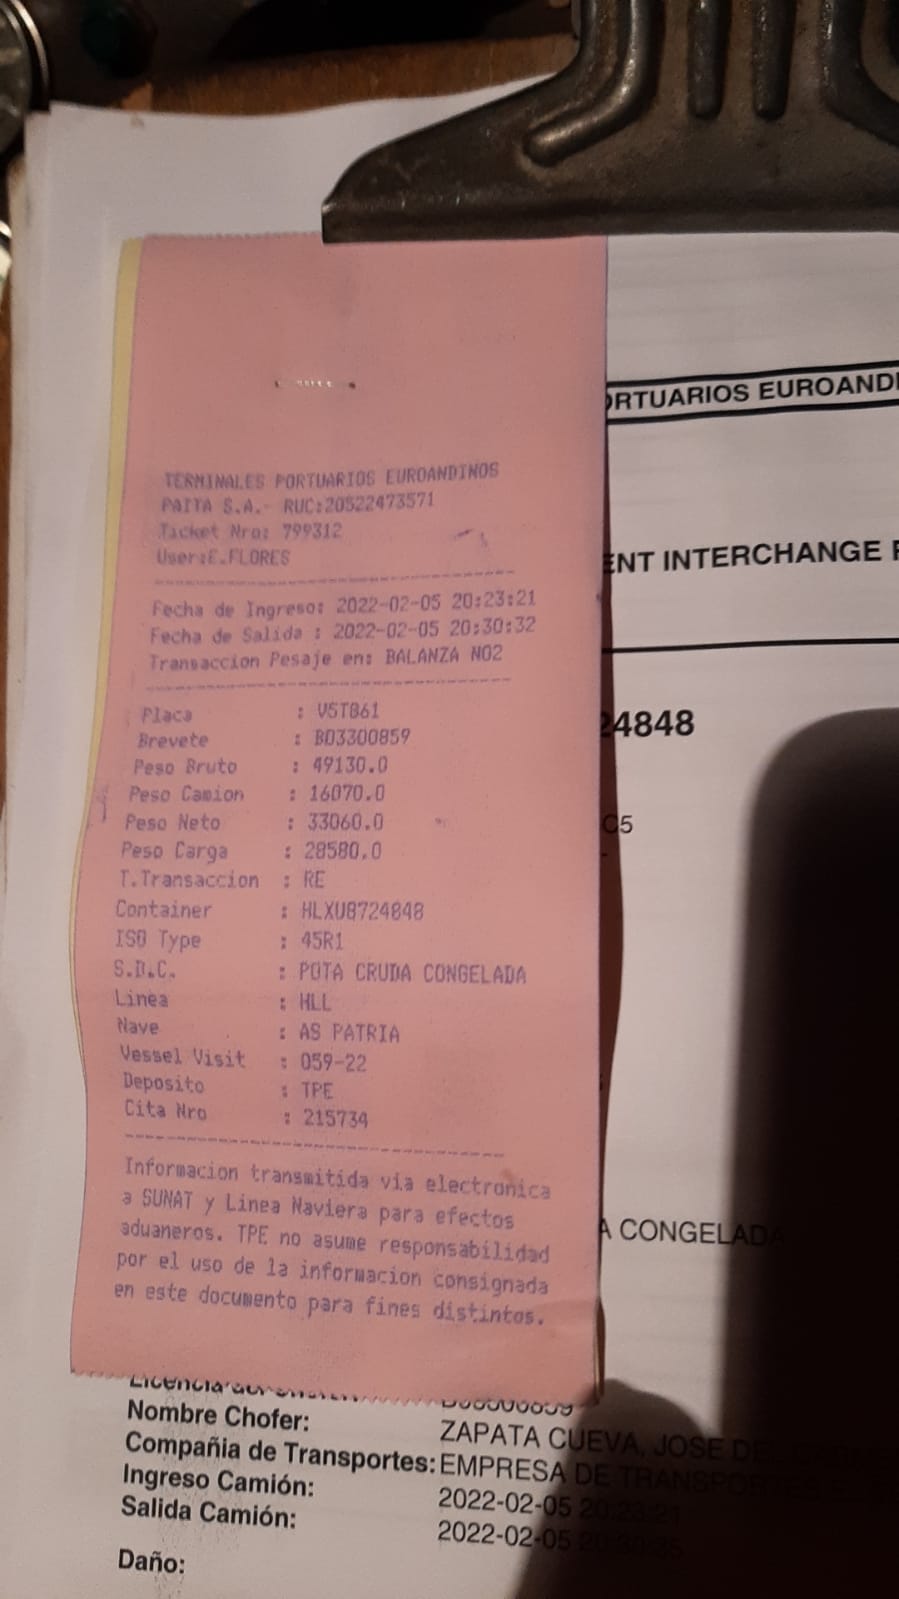 TERMINALES PORTUARIOS EUROANDINOS
PAITA S.A.- RUC:20522473571
Ticket Nro: 799312
User:E.FLORES
Fecha de Ingreso: 2022-02-05 20:23:21
Fecha de Salida : 2022-02-05 20:30:32
Transaccion Pesaje en: BALANZA NO2
Placa : V5T861
Brevete : BD3300859
Peso Bruto : 49130.0
Peso Camion : 16070.0
Peso Neto : 33060.0
Peso Carga : 28580.0
T.Transaccion : RE
Container : HLXU8724848
ISO Type : 45R1
S.D.C. : POTA CRUDA CONGELADA
Linea : HLL
Nave : AS PATRIA
Vessel Visit : 059-22
Deposito : TPE
Cita Nro : 215734
Informacion transmitida via electronica
a SUNAT y Linea Naviera para efectos
aduaneros. TPE no asume responsabilidad
por el uso de la informacion consignada
en este documento para fines distintos.
ORTUARIOS EUROANDI
ENT INTERCHANGE
24848
C5
A CONGELADA
Nombre Chofer: ZAPATA CUEVA, JOSE
Compañia de Transportes: EMPRESA DE TRANSPORTES
Ingreso Camión: 2022-02-05 20:23:21
Salida Camión: 2022-02-05
Daño: